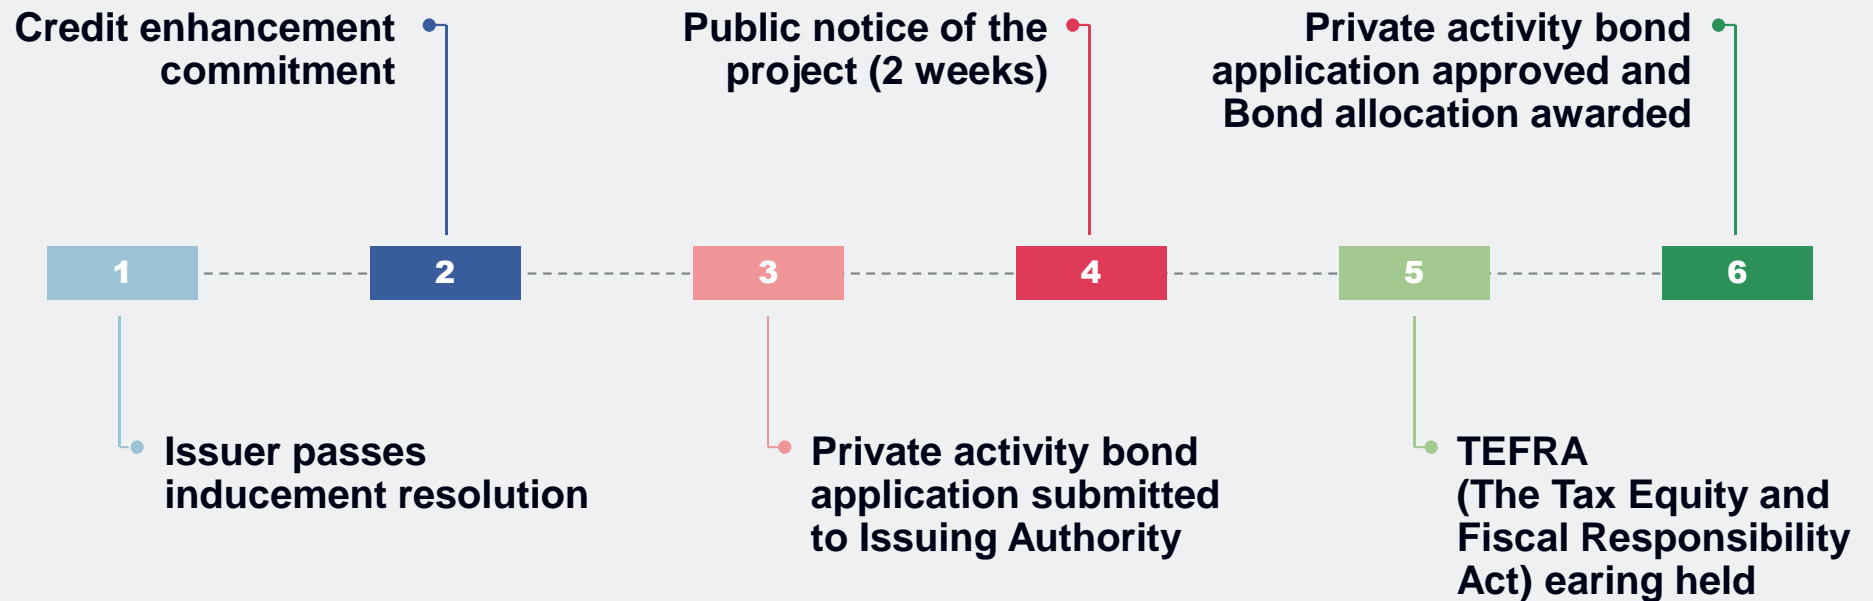 Credit enhancement
commitment
Public notice of the
project (2 weeks)
Private activity bond
application approved and
Bond allocation awarded
1
2
3
4
5
6
Issuer passes
inducement resolution
Private activity bond
application submitted
to Issuing Authority
TEFRA
(The Tax Equity and
Fiscal Responsibility
Act) earing held